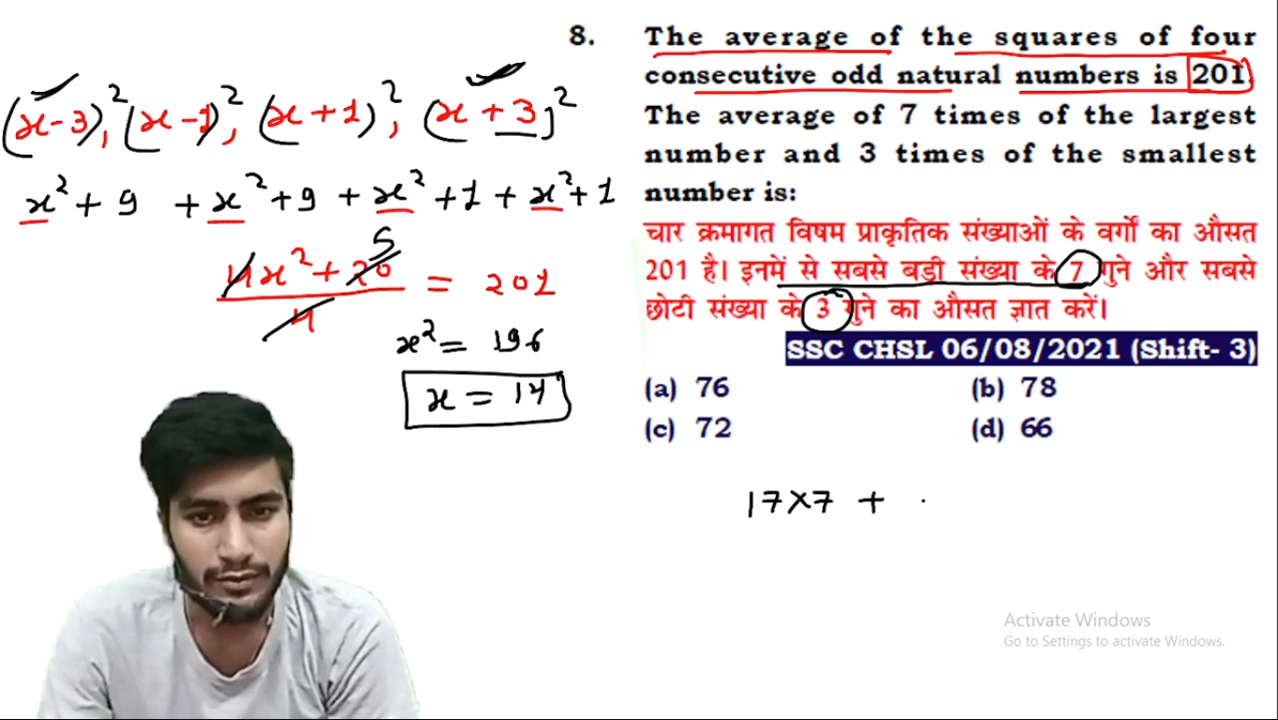 8. The average of the squares of four
consecutive odd natural numbers is 201.
The average of 7 times of the largest
number and 3 times of the smallest
number is:
चार क्रमागत विषम प्राकृतिक संख्याओं के वर्गों का औसत
201 है। इनमें से सबसे बड़ी संख्या के 7 गुने और सबसे
छोटी संख्या के 3 गुने का औसत ज्ञात करें।
SSC CHSL 06/08/2021 (Shift- 3)
(a) 76 (b) 78
(c) 72 (d) 66
(x-3)², (x-1)², (x+1)², (x+3)²
x² + 9 + x² + 9 + x² + 1 + x² + 1
5
4x² + 20 = 201
4
x² = 196
x = 14
17×7 +
Activate Windows
Go to Settings to activate Windows.